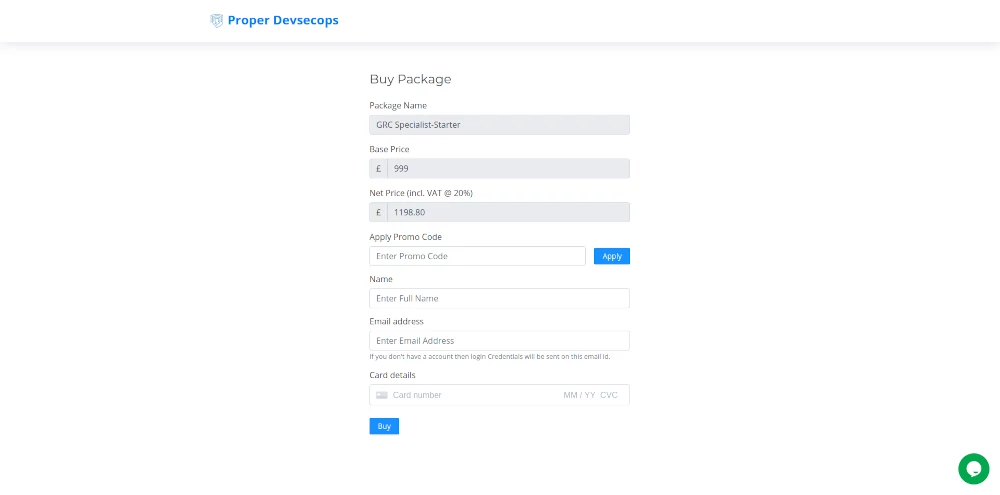 Proper Devsecops
Buy Package
Package Name
GRC Specialist-Starter
Base Price
£ 999
Net Price (incl. VAT @ 20%)
£ 1198.80
Apply Promo Code
Enter Promo Code Apply
Name
Enter Full Name
Email address
Enter Email Address
If you don't have a account then login Credentials will be sent on this email id.
Card details
Card number MM / YY CVC
Buy